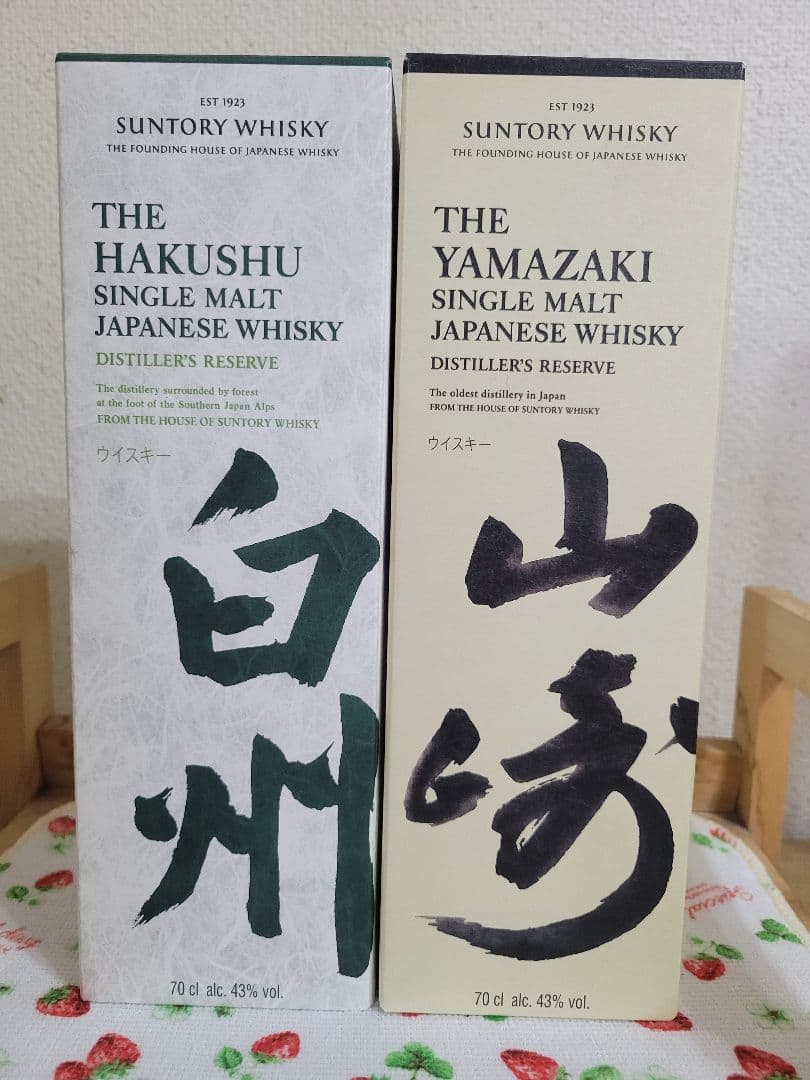 EST 1923
SUNTORY WHISKY
THE FOUNDING HOUSE OF JAPANESE WHISKY
THE
HAKUSHU
SINGLE MALT
JAPANESE WHISKY
DISTILLER'S RESERVE
The distillery surrounded by forest
at the foot of the Southern Japan Alps
FROM THE HOUSE OF SUNTORY WHISKY
ウイスキー
白州
70 cl alc. 43% vol.
EST 1923
SUNTORY WHISKY
THE FOUNDING HOUSE OF JAPANESE WHISKY
THE
YAMAZAKI
SINGLE MALT
JAPANESE WHISKY
DISTILLER'S RESERVE
The oldest distillery in Japan
FROM THE HOUSE OF SUNTORY WHISKY
ウイスキー
山崎
70 cl alc. 43% vol.
Special